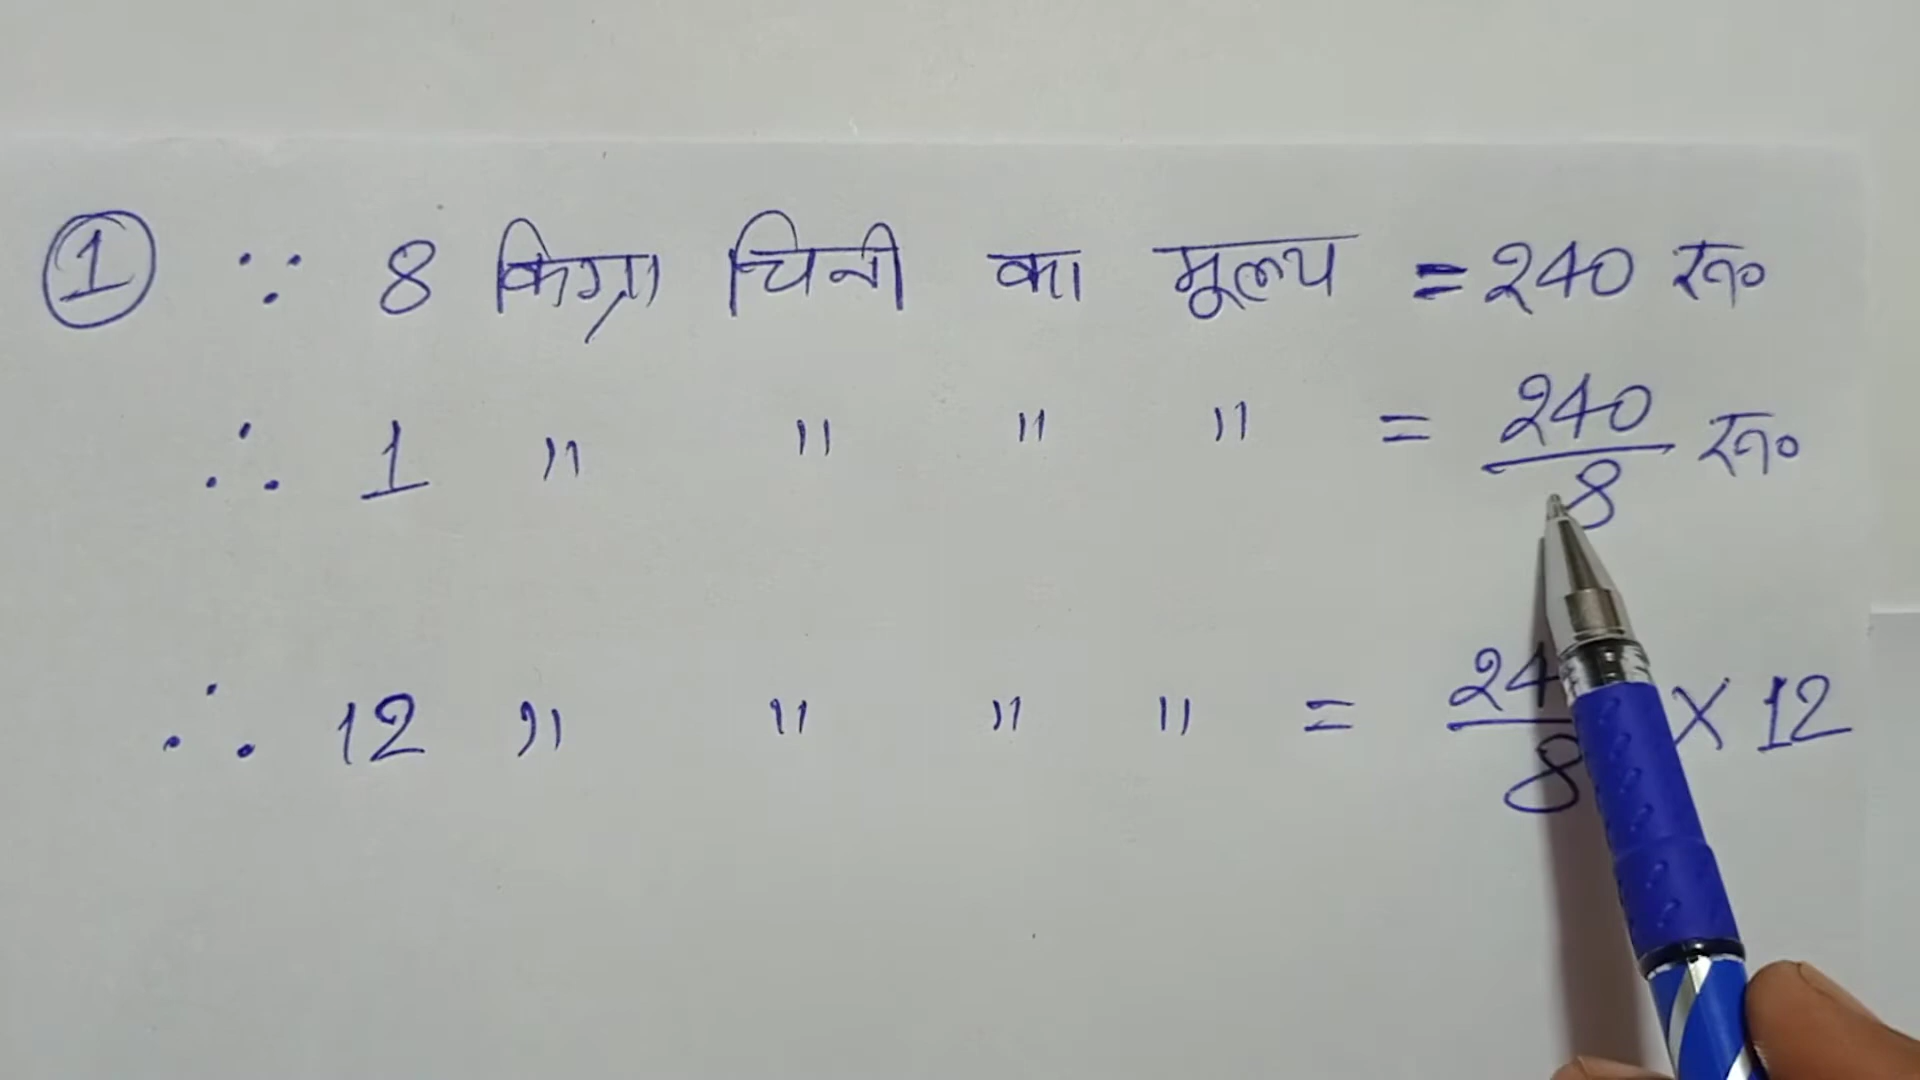 ① ∵ 8 किग्रा चिनी का मूल्य = 240 रू०
∴ 1 " " " " = 240/8 रू०
∴ 12 " " " " = 24/8 × 12